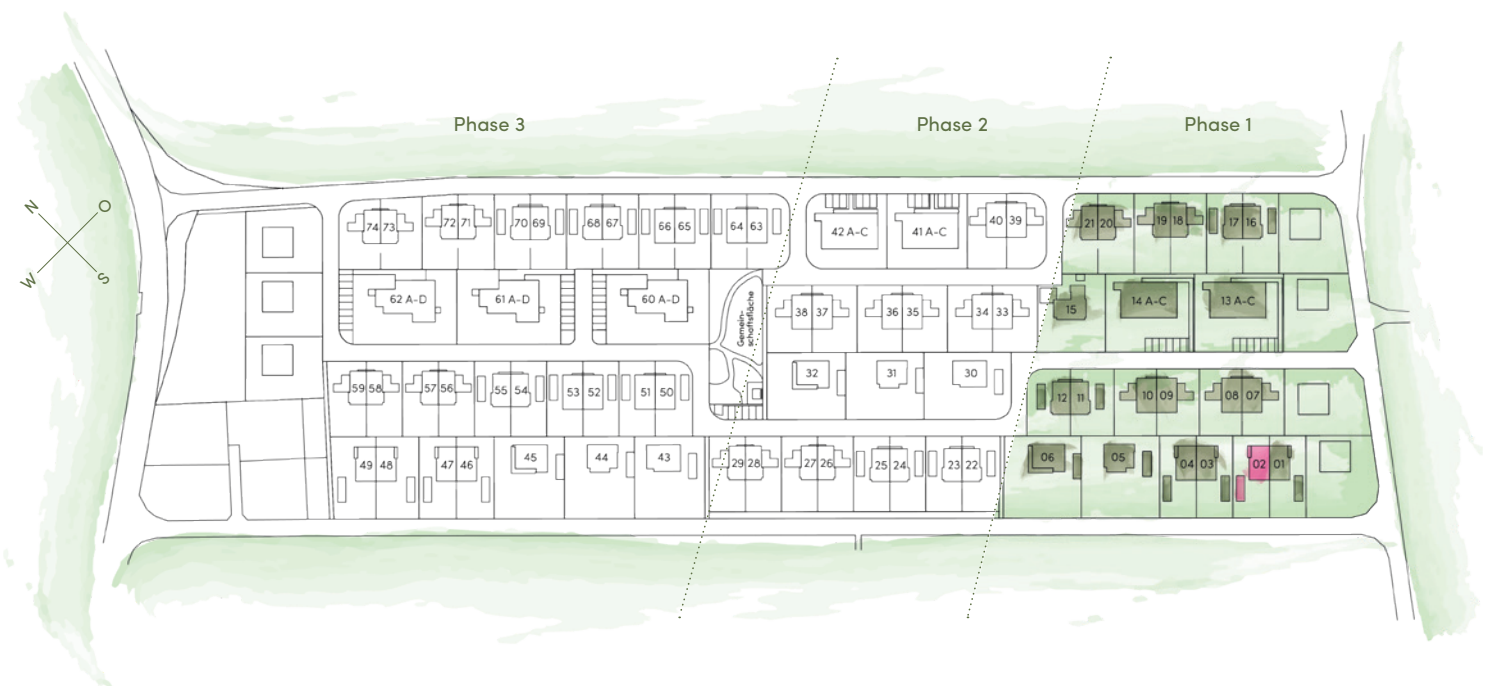 Phase 3
Phase 2
Phase 1
N
O
W
S
74 73
72 71
70 69
68 67
66 65
64 63
42 A-C
41 A-C
40 39
21 20
19 18
17 16
62 A-D
61 A-D
60 A-D
Gemein-
schaftsfläche
38 37
36 35
34 33
15
14 A-C
13 A-C
32
31
30
59 58
57 56
55 54
53 52
51 50
12 11
10 09
08 07
49 48
47 46
45
44
43
29 28
27 26
25 24
23 22
06
05
04 03
02 01